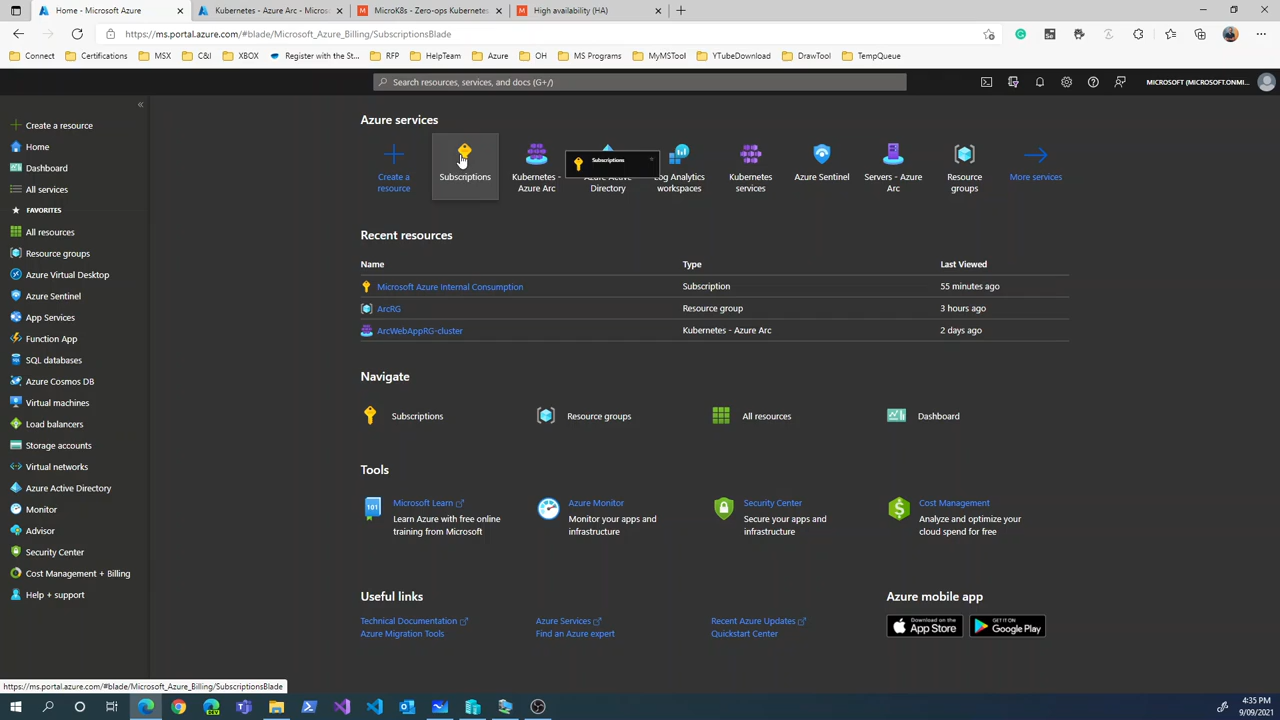 Home - Microsoft Azure
Kubernetes - Azure Arc - Micros
MicroK8s - Zero-ops Kubernetes
High availability (HA)
https://ms.portal.azure.com/#blade/Microsoft_Azure_Billing/SubscriptionsBlade
Connect
Certifications
MSX
C&I
XBOX
Register with the St...
RFP
HelpTeam
Azure
OH
MS Programs
MyMSTool
YTubeDownload
DrawTool
TempQueue
Search resources, services, and docs (G+/)
MICROSOFT (MICROSOFT.ONMI...
Create a resource
Home
Dashboard
All services
FAVORITES
All resources
Resource groups
Azure Virtual Desktop
Azure Sentinel
App Services
Function App
SQL databases
Azure Cosmos DB
Virtual machines
Load balancers
Storage accounts
Virtual networks
Azure Active Directory
Monitor
Advisor
Security Center
Cost Management + Billing
Help + support
Azure services
Create a
resource
Subscriptions
Kubernetes -
Azure Arc
Subscriptions
Azure Active
Directory
Log Analytics
workspaces
Kubernetes
services
Azure Sentinel
Servers - Azure
Arc
Resource
groups
More services
Recent resources
Name Type Last Viewed
Microsoft Azure Internal Consumption Subscription 55 minutes ago
ArcRG Resource group 3 hours ago
ArcWebAppRG-cluster Kubernetes - Azure Arc 2 days ago
Navigate
Subscriptions
Resource groups
All resources
Dashboard
Tools
Microsoft Learn
Learn Azure with free online
training from Microsoft
Azure Monitor
Monitor your apps and
infrastructure
Security Center
Secure your apps and
infrastructure
Cost Management
Analyze and optimize your
cloud spend for free
Useful links
Technical Documentation
Azure Migration Tools
Azure Services
Find an Azure expert
Recent Azure Updates
Quickstart Center
Azure mobile app
Download on the
App Store
GET IT ON
Google Play
https://ms.portal.azure.com/#blade/Microsoft_Azure_Billing/SubscriptionsBlade
4:35 PM
9/09/2021